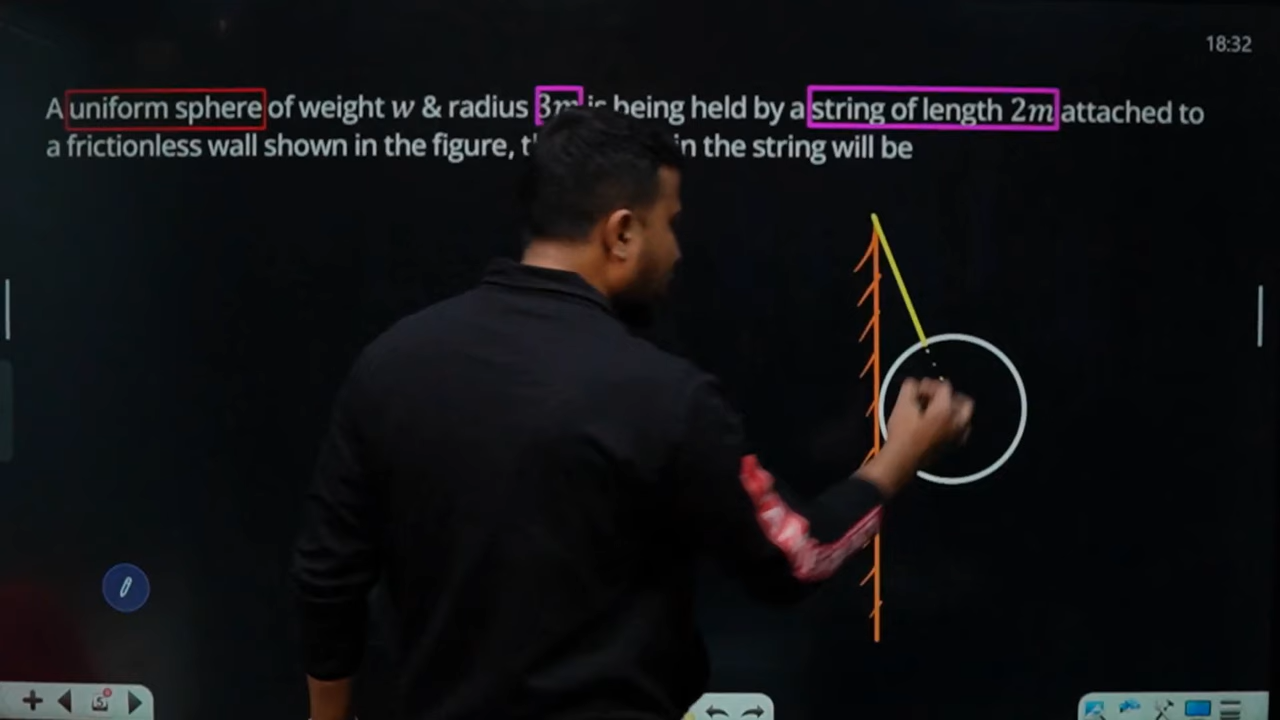 18:32
A uniform sphere of weight w & radius 3m is being held by a string of length 2m attached to
a frictionless wall shown in the figure, in the string will be